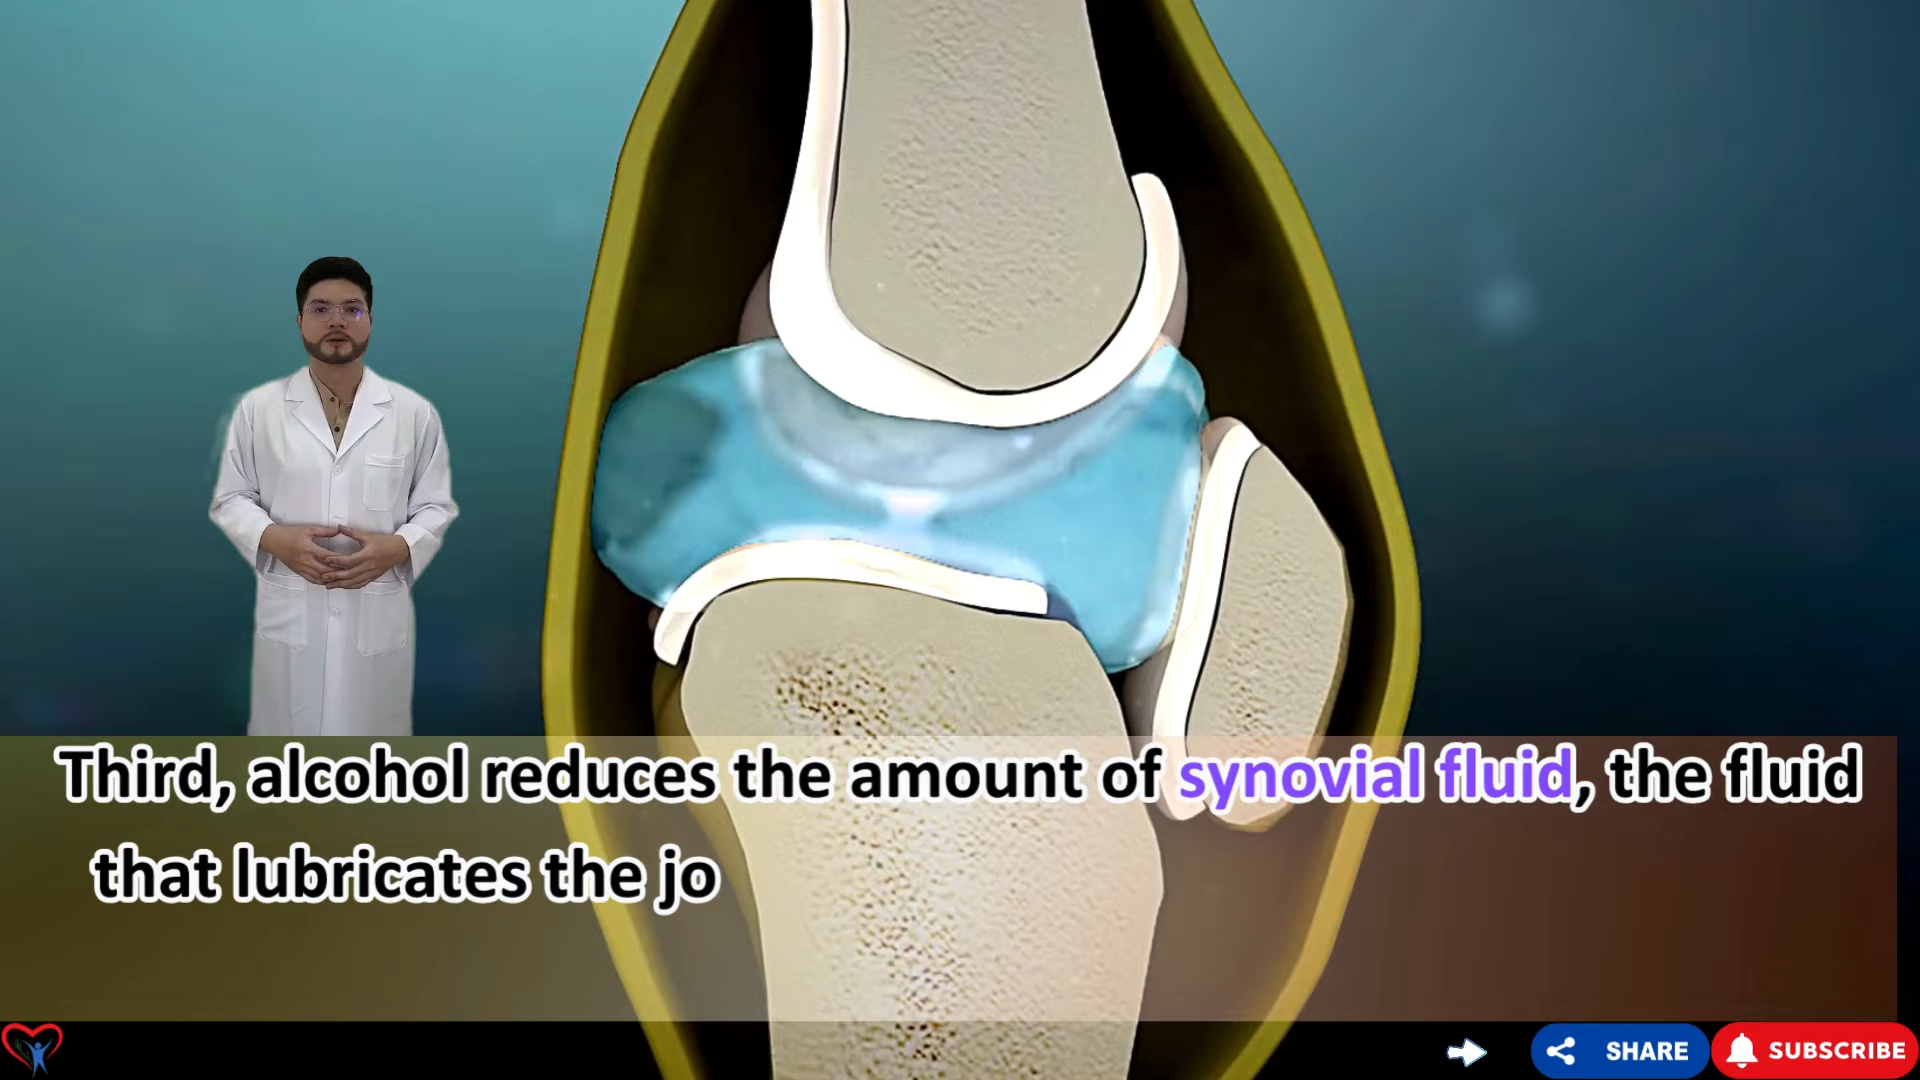 Third, alcohol reduces the amount of synovial fluid, the fluid
that lubricates the jo
SHARE
SUBSCRIBE